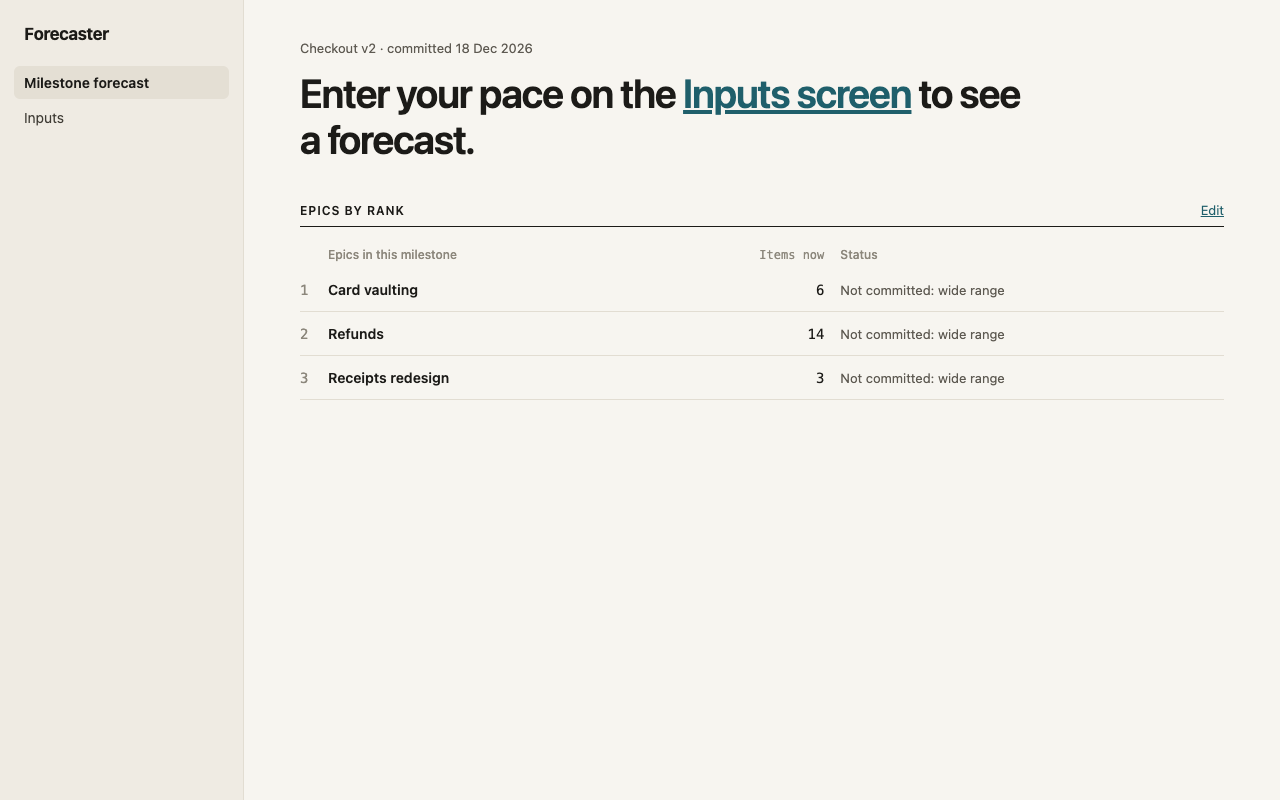 Forecaster
Milestone forecast
Inputs
Checkout v2 · committed 18 Dec 2026
Enter your pace on the Inputs screen to see
a forecast.
EPICS BY RANK
Edit
Epics in this milestone Items now Status
1 Card vaulting 6 Not committed: wide range
2 Refunds 14 Not committed: wide range
3 Receipts redesign 3 Not committed: wide range